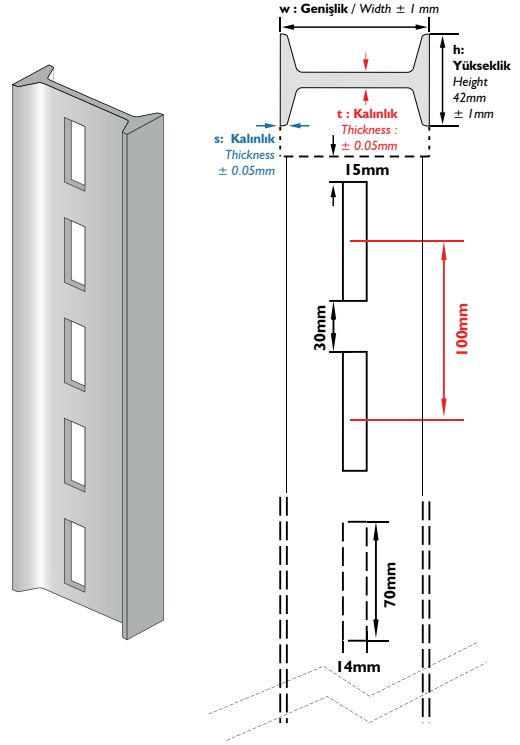 w : Genişlik / Width ± 1 mm
h:
Yükseklik
Height
42mm
± 1mm
t : Kalınlık
Thickness :
± 0.05mm
s: Kalınlık
Thickness
± 0.05mm
15mm
30mm
100mm
70mm
14mm